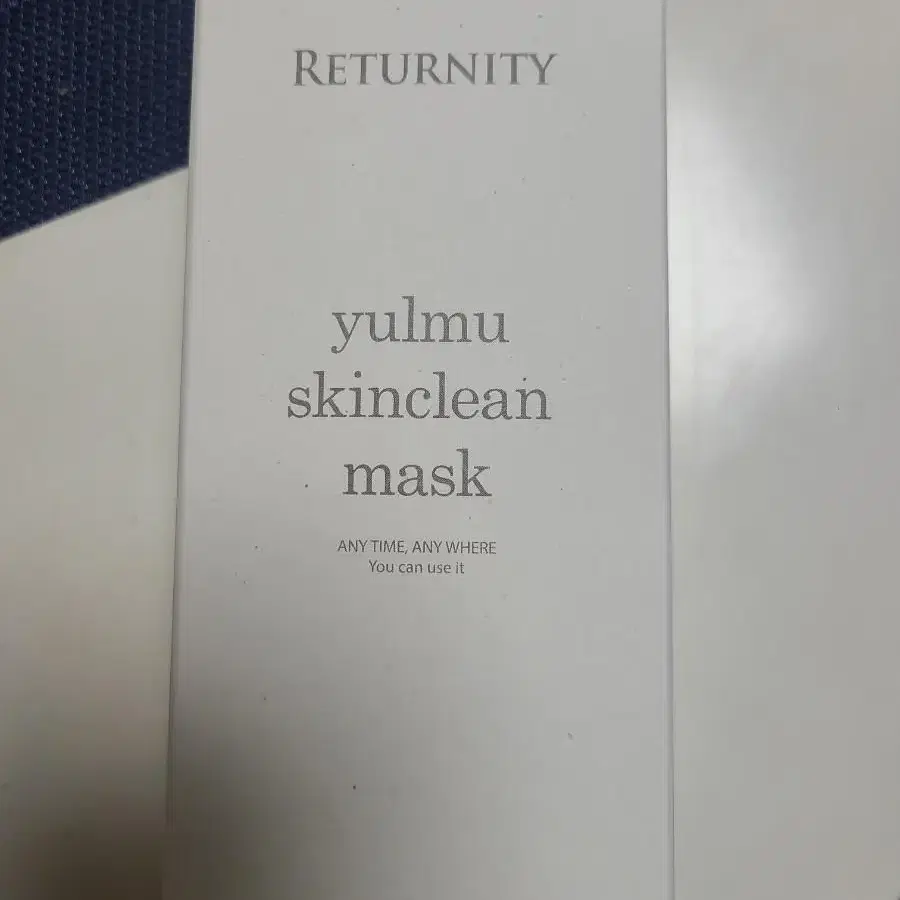 RETURNITY
yulmu
skinclean
mask
ANY TIME, ANY WHERE
You can use it